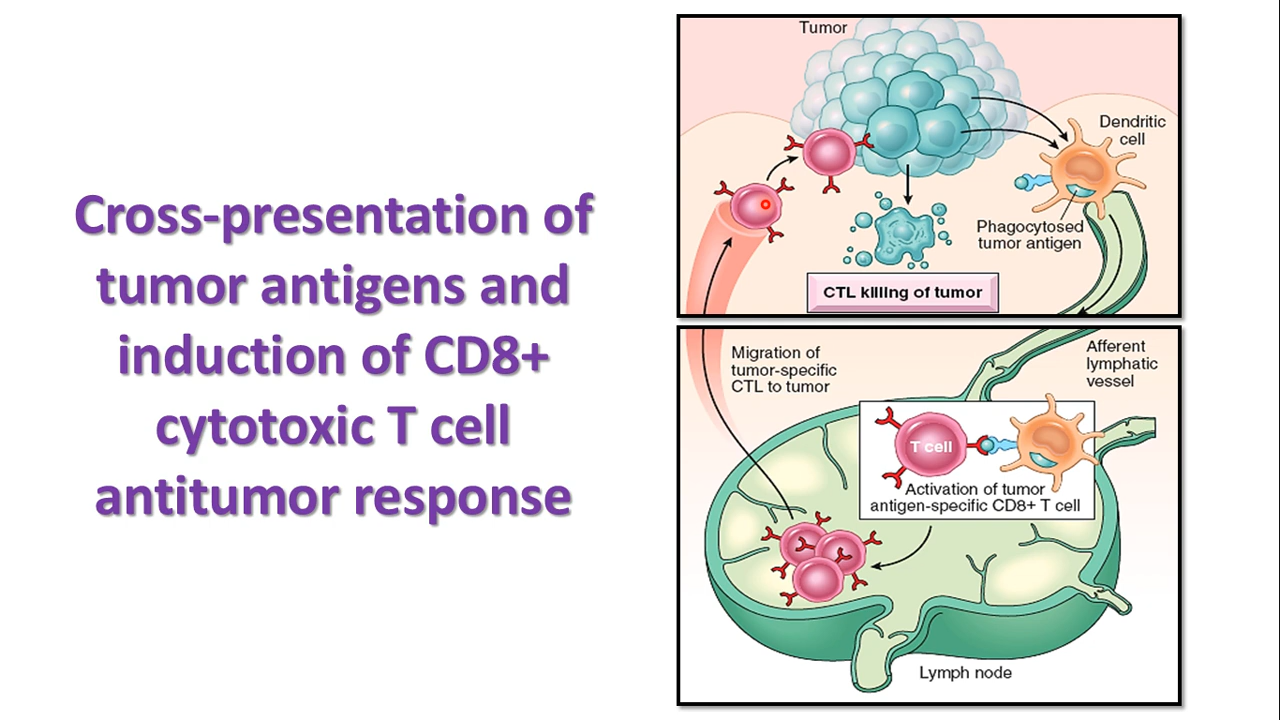 Cross-presentation of
tumor antigens and
induction of CD8+
cytotoxic T cell
antitumor response
Tumor
Dendritic
cell
Phagocytosed
tumor antigen
CTL killing of tumor
Migration of
tumor-specific
CTL to tumor
Afferent
lymphatic
vessel
T cell
Activation of tumor
antigen-specific CD8+ T cell
Lymph node